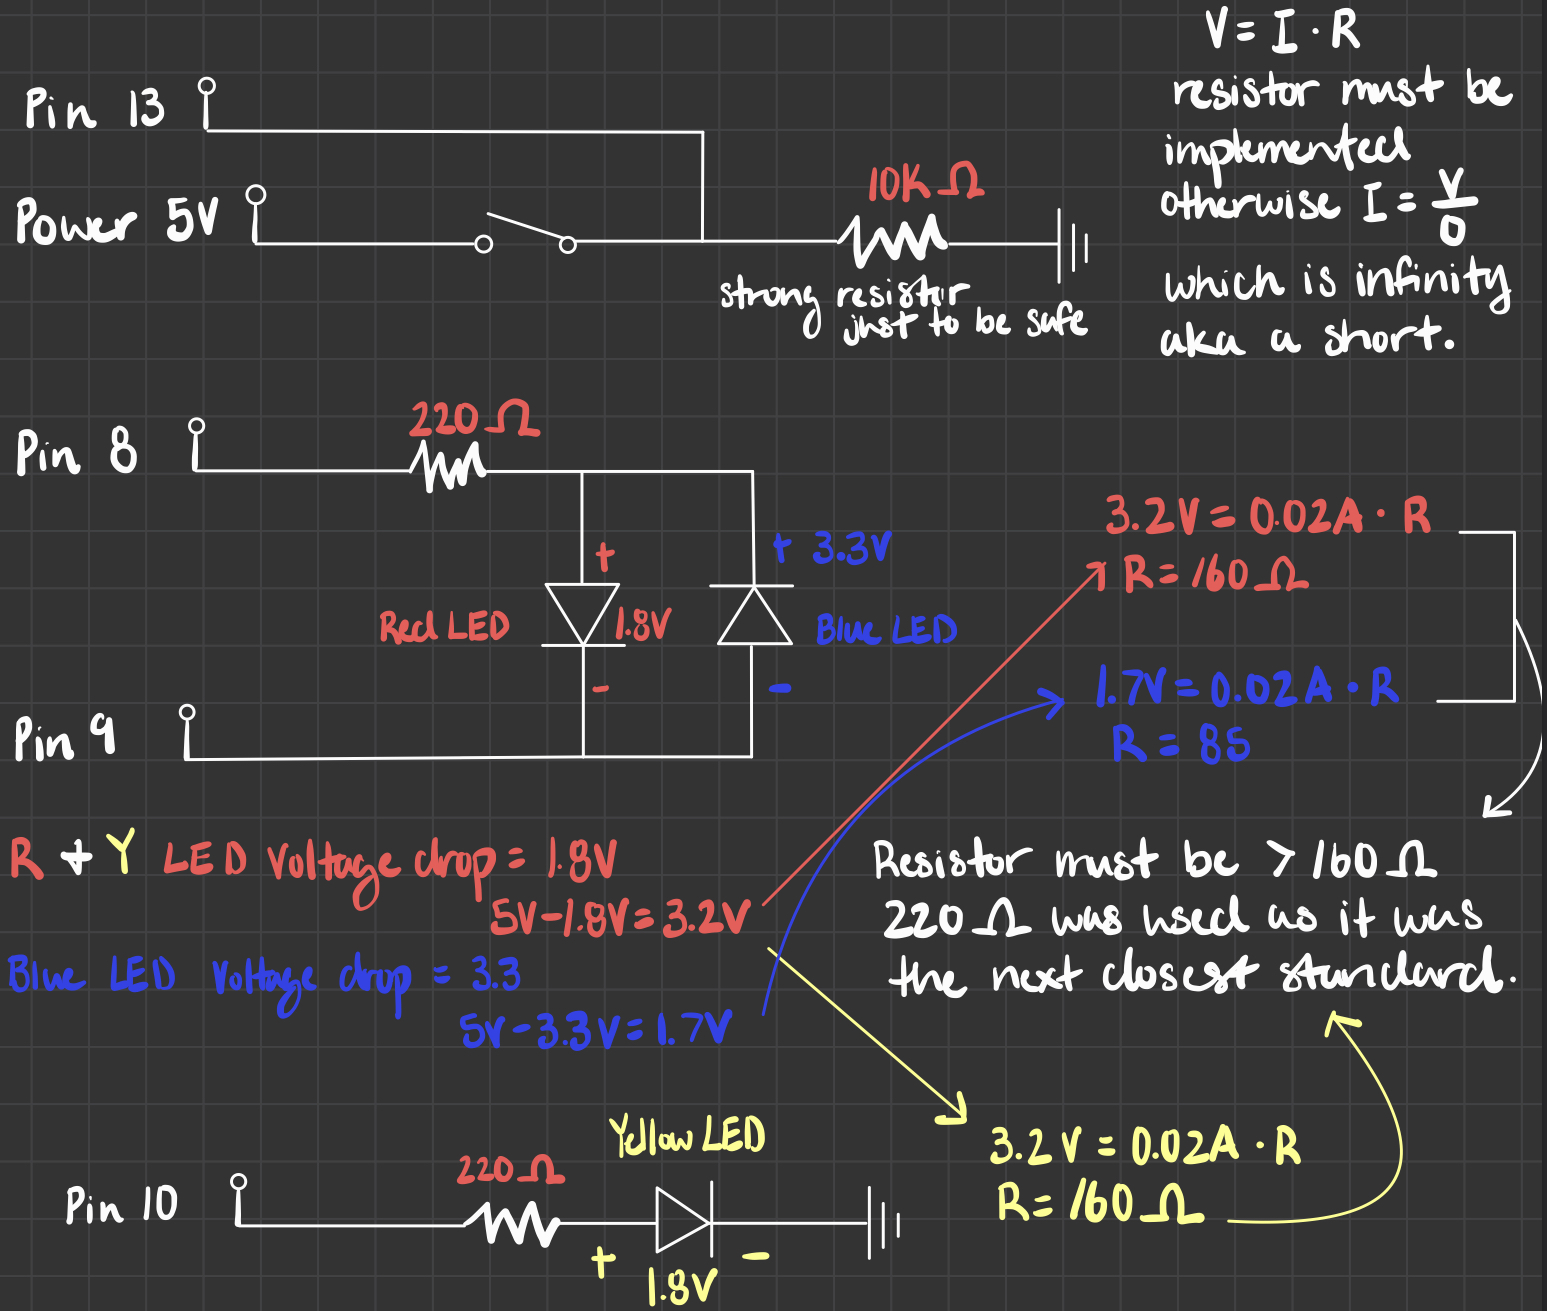 V = I · R
resistor must be
implemented
otherwise I = V/0
which is infinity
aka a short.
Pin 13
Power 5V
10K Ω
strong resistor
just to be safe
Pin 8
220 Ω
+
Red LED
1.8V
-
+ 3.3V
Blue LED
-
Pin 9
3.2V = 0.02A · R
R = 160 Ω
1.7V = 0.02A · R
R = 85
R + Y LED Voltage drop = 1.8V
5V-1.8V = 3.2V
Blue LED Voltage drop = 3.3
5V-3.3V = 1.7V
Resistor must be > 160 Ω
220 Ω was used as it was
the next closest standard.
3.2V = 0.02A · R
R = 160 Ω
Pin 10
220 Ω
Yellow LED
+
1.8V
-